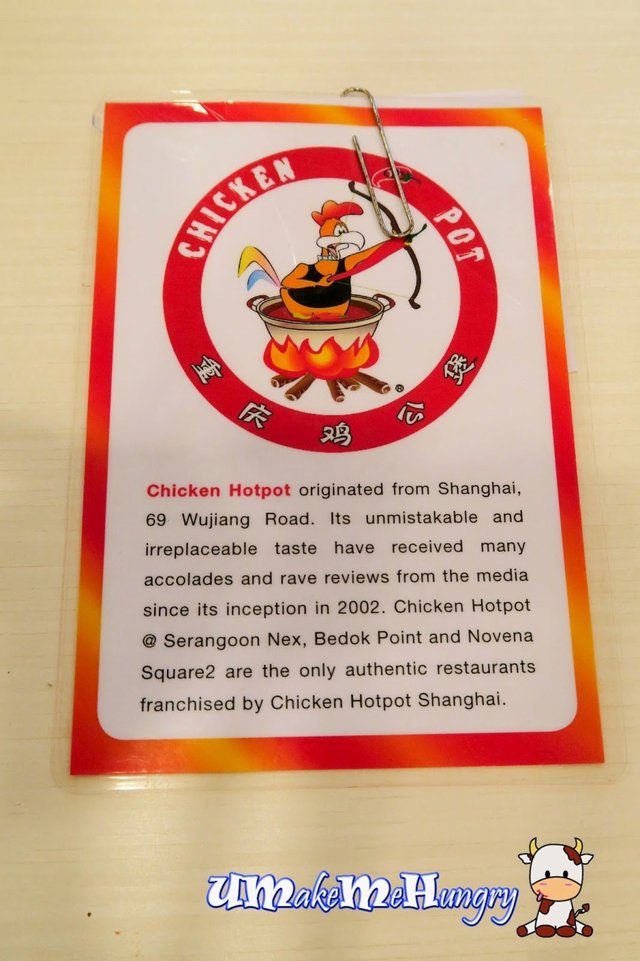 CHICKEN POT
重庆鸡公煲
®
Chicken Hotpot originated from Shanghai,
69 Wujiang Road. Its unmistakable and
irreplaceable taste have received many
accolades and rave reviews from the media
since its inception in 2002. Chicken Hotpot
@ Serangoon Nex, Bedok Point and Novena
Square2 are the only authentic restaurants
franchised by Chicken Hotpot Shanghai.
UMakeMeHungry